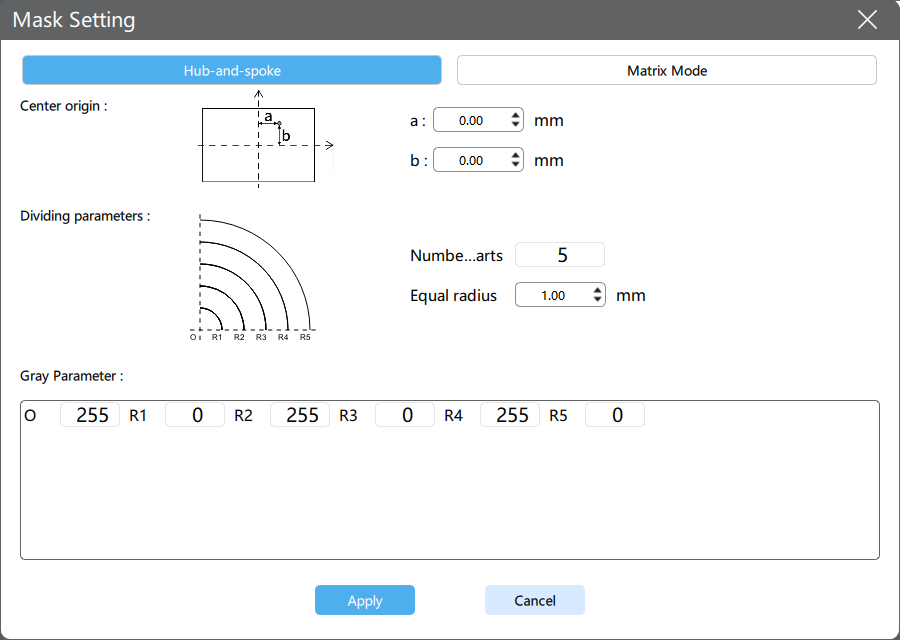 Mask Setting
Hub-and-spoke Matrix Mode
Center origin :
a
b
a : 0.00 mm
b : 0.00 mm
Dividing parameters :
Numbe...arts 5
Equal radius 1.00 mm
O R1 R2 R3 R4 R5
Gray Parameter :
O 255 R1 0 R2 255 R3 0 R4 255 R5 0
Apply Cancel